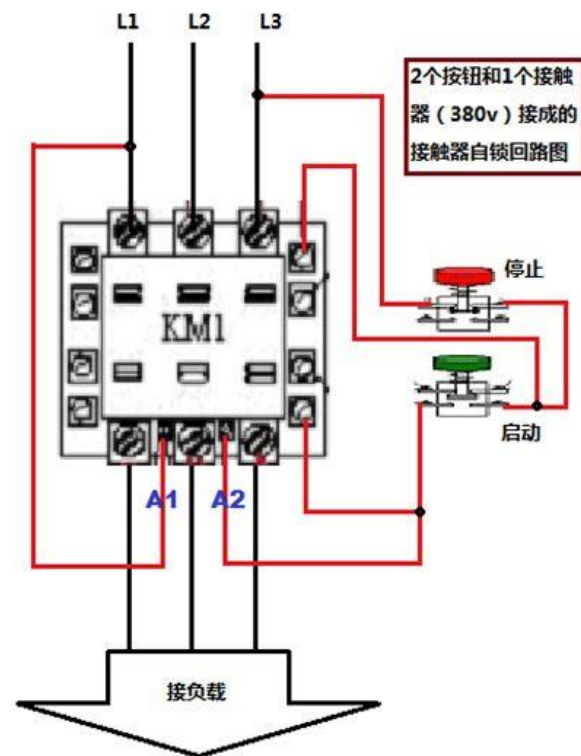 L1 L2 L3
2个按钮和1个接触
器（380v）接成的
接触器自锁回路图
停止
KM1
启动
A1 A2
接负载